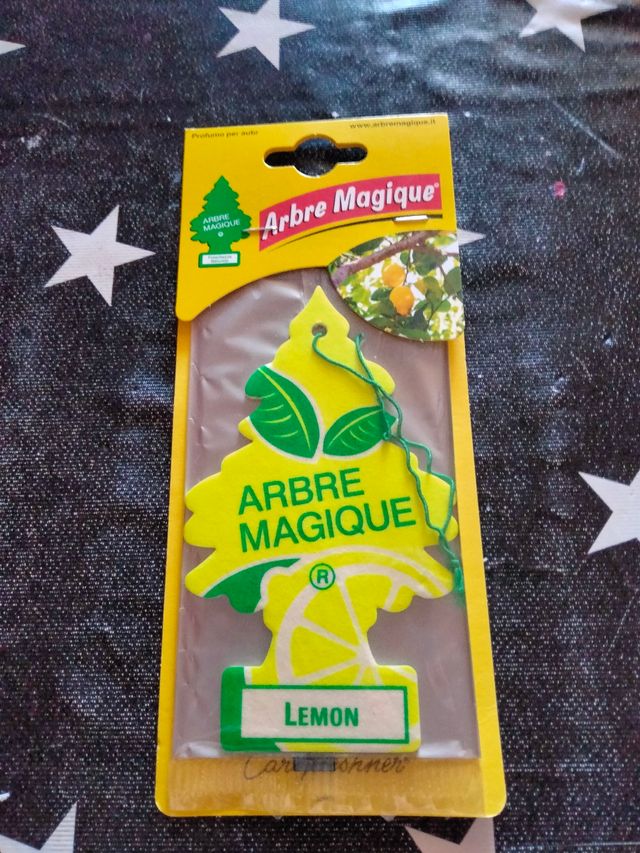 Profumo per auto
www.arbremagique.it
ARBRE
MAGIQUE
Arbre Magique®
ARBRE
MAGIQUE
®
LEMON